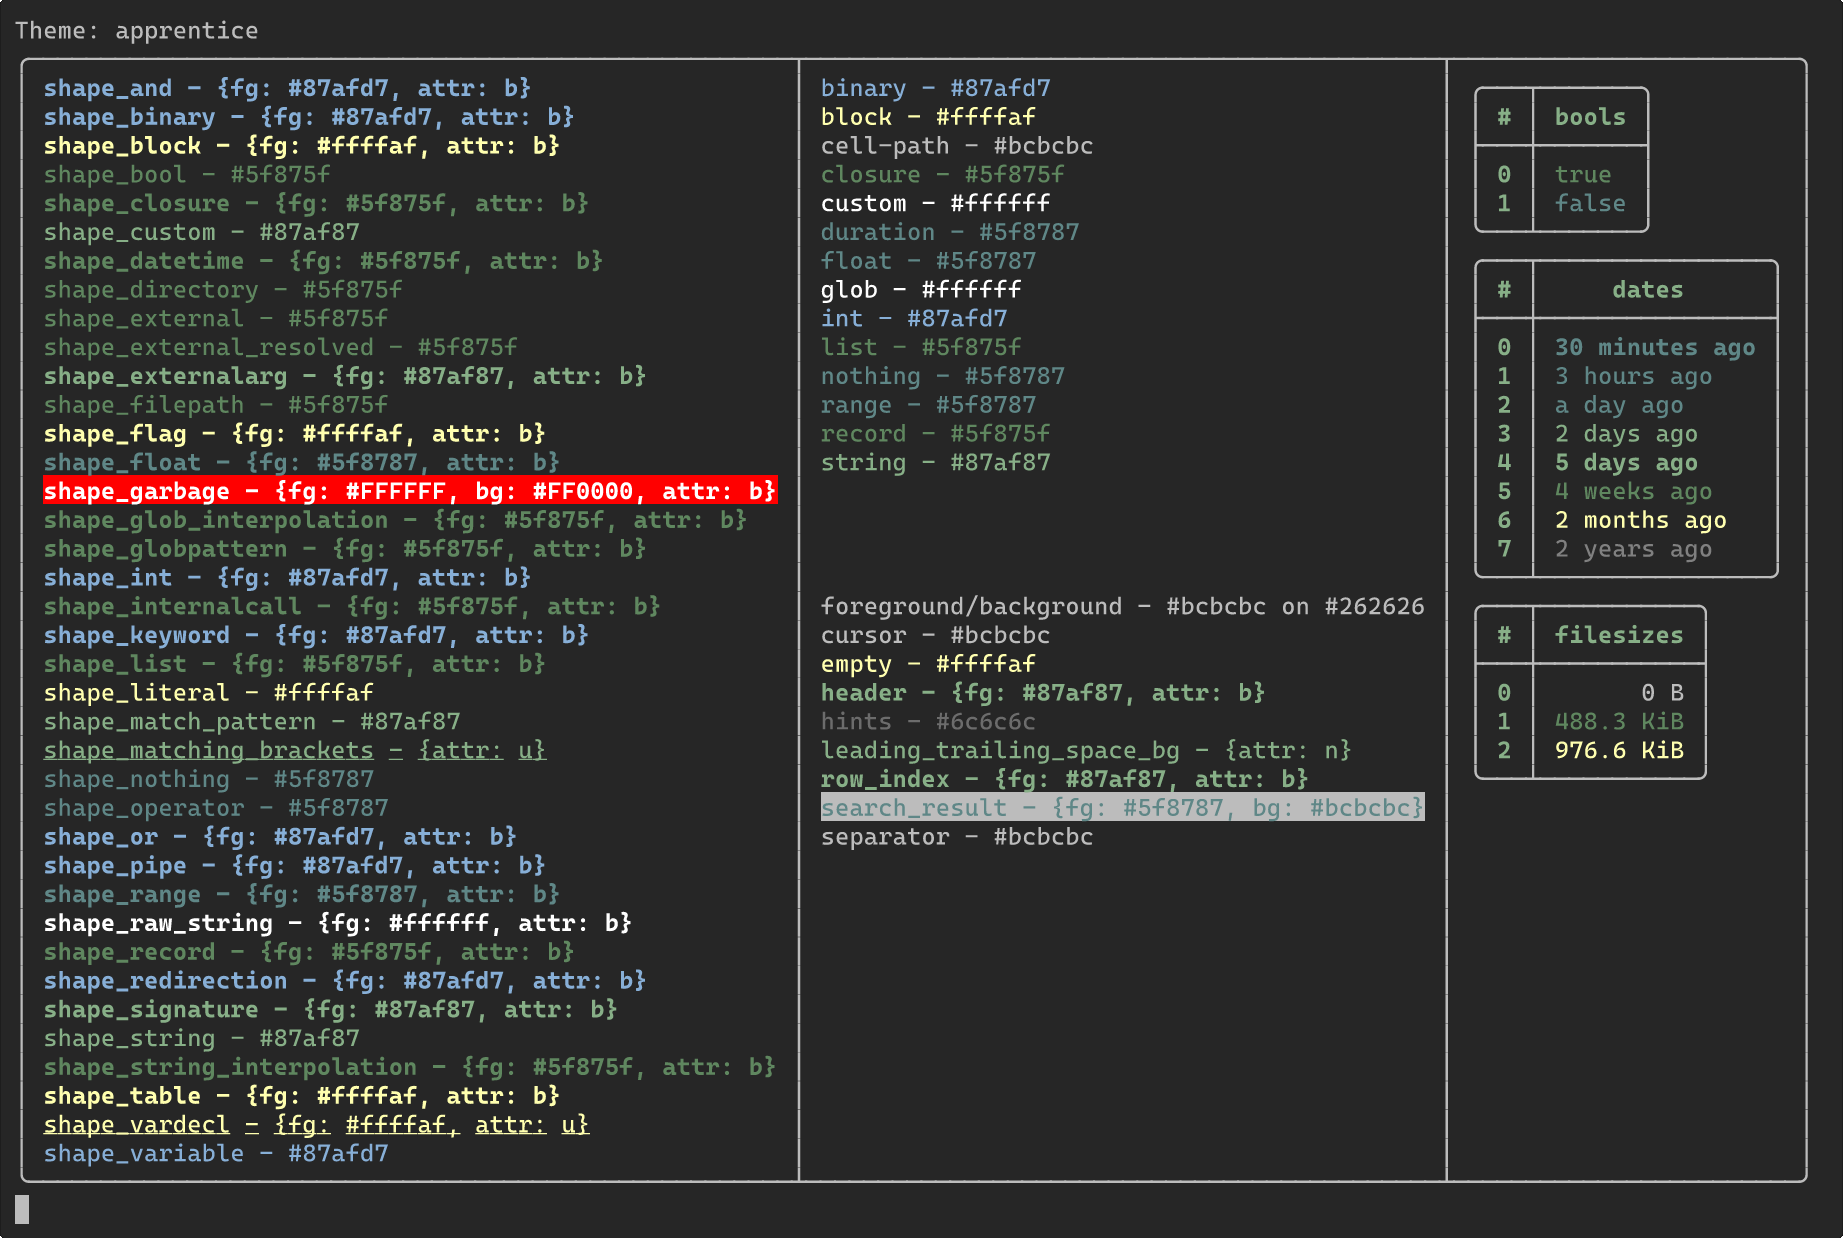 Theme: apprentice
shape_and - {fg: #87afd7, attr: b}
shape_binary - {fg: #87afd7, attr: b}
shape_block - {fg: #ffffaf, attr: b}
shape_bool - #5f875f
shape_closure - {fg: #5f875f, attr: b}
shape_custom - #87af87
shape_datetime - {fg: #5f875f, attr: b}
shape_directory - #5f875f
shape_external - #5f875f
shape_external_resolved - #5f875f
shape_externalarg - {fg: #87af87, attr: b}
shape_filepath - #5f875f
shape_flag - {fg: #ffffaf, attr: b}
shape_float - {fg: #5f8787, attr: b}
shape_garbage - {fg: #FFFFFF, bg: #FF0000, attr: b}
shape_glob_interpolation - {fg: #5f875f, attr: b}
shape_globpattern - {fg: #5f875f, attr: b}
shape_int - {fg: #87afd7, attr: b}
shape_internalcall - {fg: #5f875f, attr: b}
shape_keyword - {fg: #87afd7, attr: b}
shape_list - {fg: #5f875f, attr: b}
shape_literal - #ffffaf
shape_match_pattern - #87af87
shape_matching_brackets - {attr: u}
shape_nothing - #5f8787
shape_operator - #5f8787
shape_or - {fg: #87afd7, attr: b}
shape_pipe - {fg: #87afd7, attr: b}
shape_range - {fg: #5f8787, attr: b}
shape_raw_string - {fg: #ffffff, attr: b}
shape_record - {fg: #5f875f, attr: b}
shape_redirection - {fg: #87afd7, attr: b}
shape_signature - {fg: #87af87, attr: b}
shape_string - #87af87
shape_string_interpolation - {fg: #5f875f, attr: b}
shape_table - {fg: #ffffaf, attr: b}
shape_vardecl - {fg: #ffffaf, attr: u}
shape_variable - #87afd7
binary - #87afd7
block - #ffffaf
cell-path - #bcbcbc
closure - #5f875f
custom - #ffffff
duration - #5f8787
float - #5f8787
glob - #ffffff
int - #87afd7
list - #5f875f
nothing - #5f8787
range - #5f8787
record - #5f875f
string - #87af87
foreground/background - #bcbcbc on #262626
cursor - #bcbcbc
empty - #ffffaf
header - {fg: #87af87, attr: b}
hints - #6c6c6c
leading_trailing_space_bg - {attr: n}
row_index - {fg: #87af87, attr: b}
search_result - {fg: #5f8787, bg: #bcbcbc}
separator - #bcbcbc
# bools
0 true
1 false
# dates
0 30 minutes ago
1 3 hours ago
2 a day ago
3 2 days ago
4 5 days ago
5 4 weeks ago
6 2 months ago
7 2 years ago
# filesizes
0 0 B
1 488.3 KiB
2 976.6 KiB